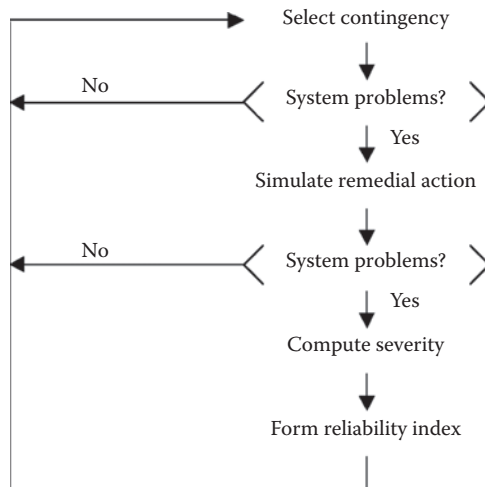 Select contingency
No
System problems?
Yes
Simulate remedial action
No
System problems?
Yes
Compute severity
Form reliability index